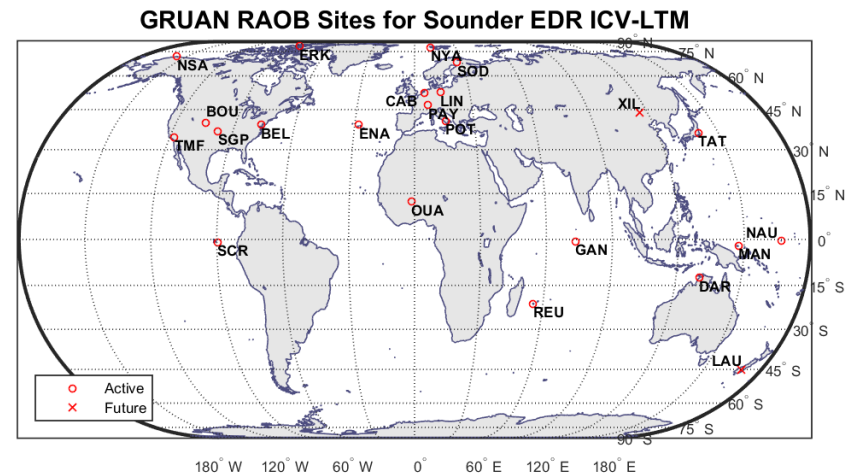 GRUAN RAOB Sites for Sounder EDR ICV-LTM
90° N
75° N
60° N
45° N
30° N
15° N
0°
15° S
30° S
45° S
60° S
75° S
90° S
ERK
NYA
NSA
SOD
CAB
LIN
XIL
BOU
PAY
BEL
ENA
POT
SGP
TMF
TAT
OUA
NAU
SCR
GAN
MAN
DAR
REU
LAU
Active
Future
180° W
120° W
60° W
0°
60° E
120° E
180° E